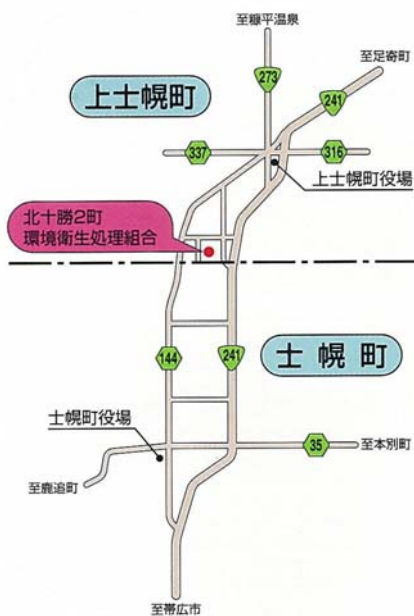 至糠平温泉
至足寄町
273
241
上士幌町
337
316
上士幌町役場
北十勝2町
環境衛生処理組合
144
241
士幌町
士幌町役場
35
至本別町
至鹿追町
至帯広市